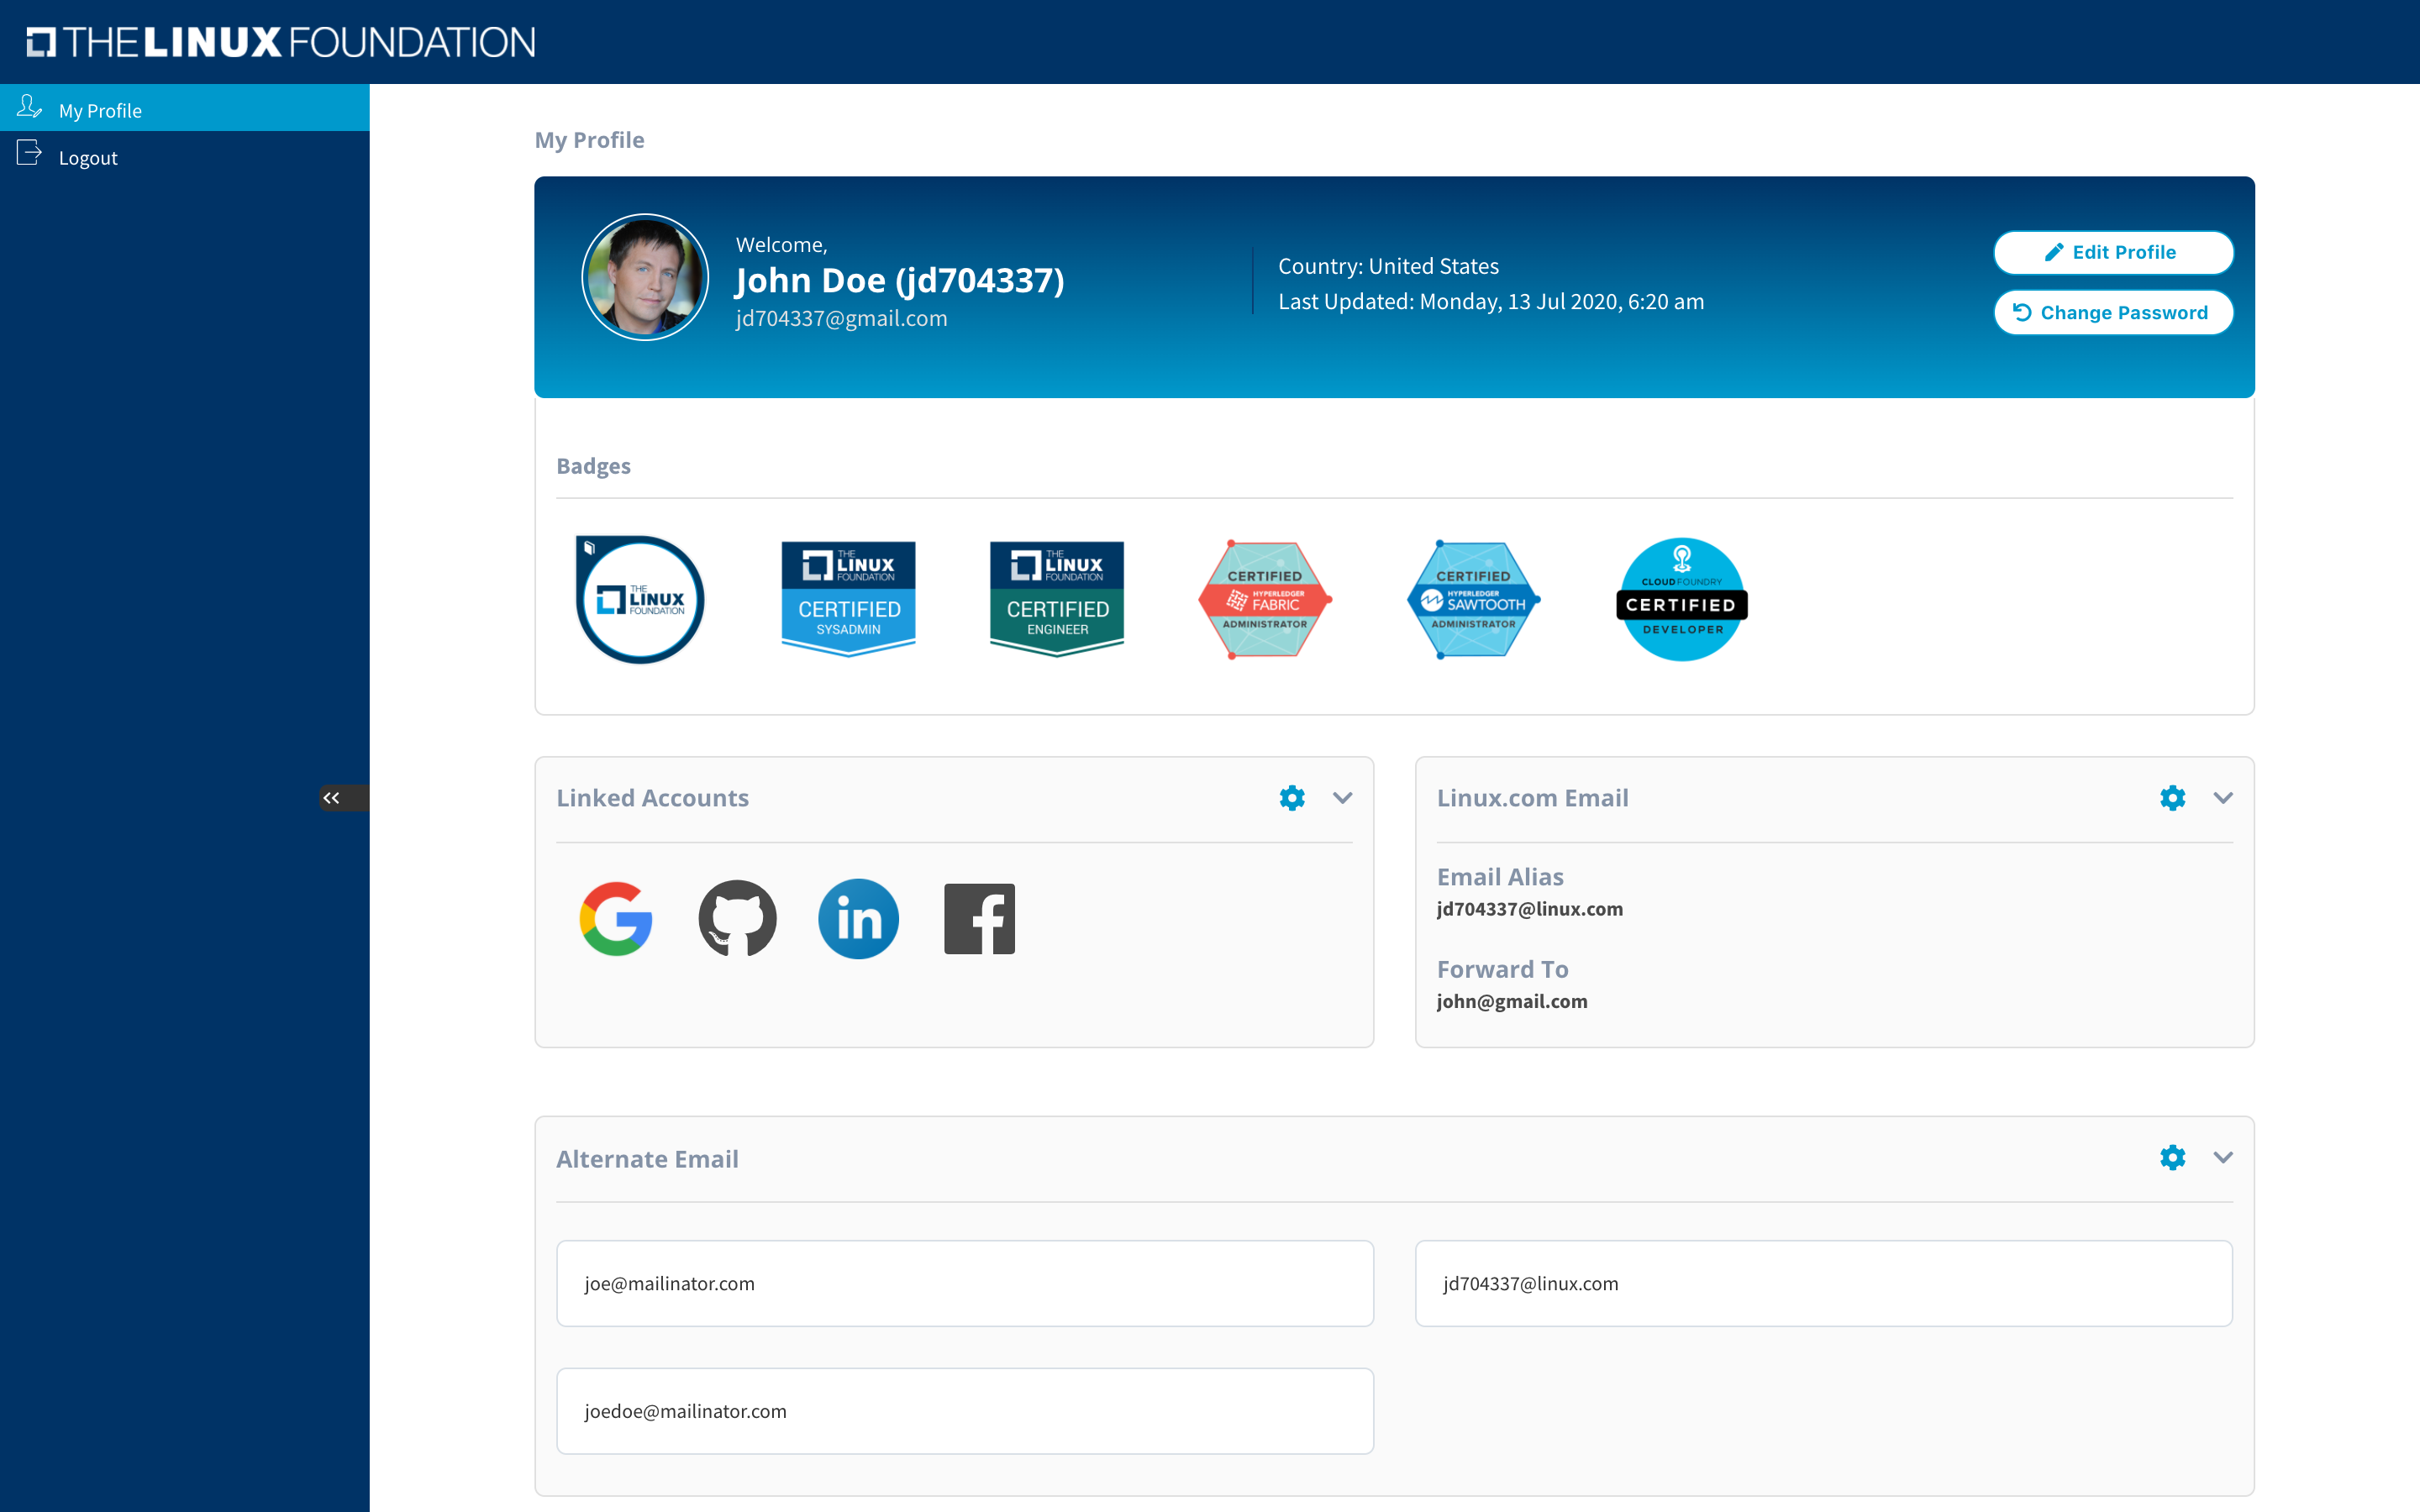 THE LINUX FOUNDATION
My Profile
Logout
My Profile
Welcome,
John Doe (jd704337)
jd704337@gmail.com
Country: United States
Last Updated: Monday, 13 Jul 2020, 6:20 am
Edit Profile
Change Password
Badges
THE
LINUX
FOUNDATION
THE
LINUX
FOUNDATION
CERTIFIED
SYSADMIN
THE
LINUX
FOUNDATION
CERTIFIED
ENGINEER
CERTIFIED
HYPERLEDGER
FABRIC
ADMINISTRATOR
CERTIFIED
HYPERLEDGER
SAWTOOTH
ADMINISTRATOR
CLOUD FOUNDRY
CERTIFIED
DEVELOPER
Linked Accounts
G
in
f
Linux.com Email
Email Alias
jd704337@linux.com
Forward To
john@gmail.com
Alternate Email
joe@mailinator.com
jd704337@linux.com
joedoe@mailinator.com